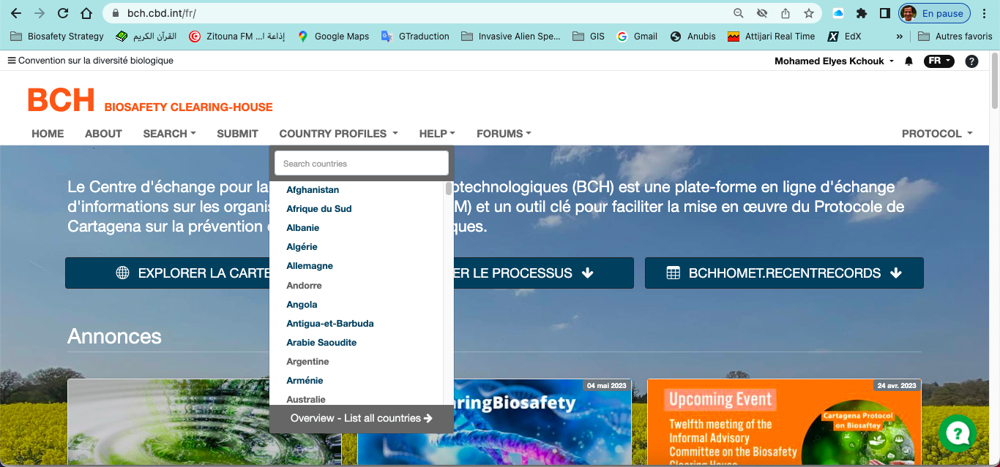 bch.cbd.int/fr/
En pause
Biosafety Strategy
القرآن الكريم
Zitouna FM ...إذاعة ا
Google Maps
GTraduction
Invasive Alien Spe...
GIS
Gmail
Anubis
Attijari Real Time
EdX
»
Autres favoris
Convention sur la diversité biologique
Mohamed Elyes Kchouk
FR
?
BCH BIOSAFETY CLEARING-HOUSE
HOME
ABOUT
SEARCH
SUBMIT
COUNTRY PROFILES
HELP
FORUMS
PROTOCOL
Search countries
Afghanistan
Afrique du Sud
Albanie
Algérie
Allemagne
Andorre
Angola
Antigua-et-Barbuda
Arabie Saoudite
Argentine
Arménie
Australie
Overview - List all countries
Le Centre d'échange pour la otechnologiques (BCH) est une plate-forme en ligne d'échange
d'informations sur les organis M) et un outil clé pour faciliter la mise en œuvre du Protocole de
Cartagena sur la prévention ques.
EXPLORER LA CARTE
ER LE PROCESSUS
BCHHOMET.RECENTRECORDS
Annonces
04 mai 2023
aringBiosafety
24 avr. 2023
Upcoming Event
Twelfth meeting of the
Informal Advisory
Committee on the Biosafety
Clearing House
Cartagena Protocol
on Biosaftey
?